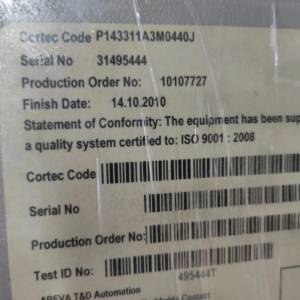 Cortec Code P143311A3M0440J
Serial No 31495444
Production Order No: 10107727
Finish Date: 14.10.2010
Statement of Conformity: The equipment has been sup
a quality system certified to: ISO 9001 : 2008
Cortec Code
Serial No
Production Order No:
Test ID No: 495444T
AREVA T&D Automation
Contact